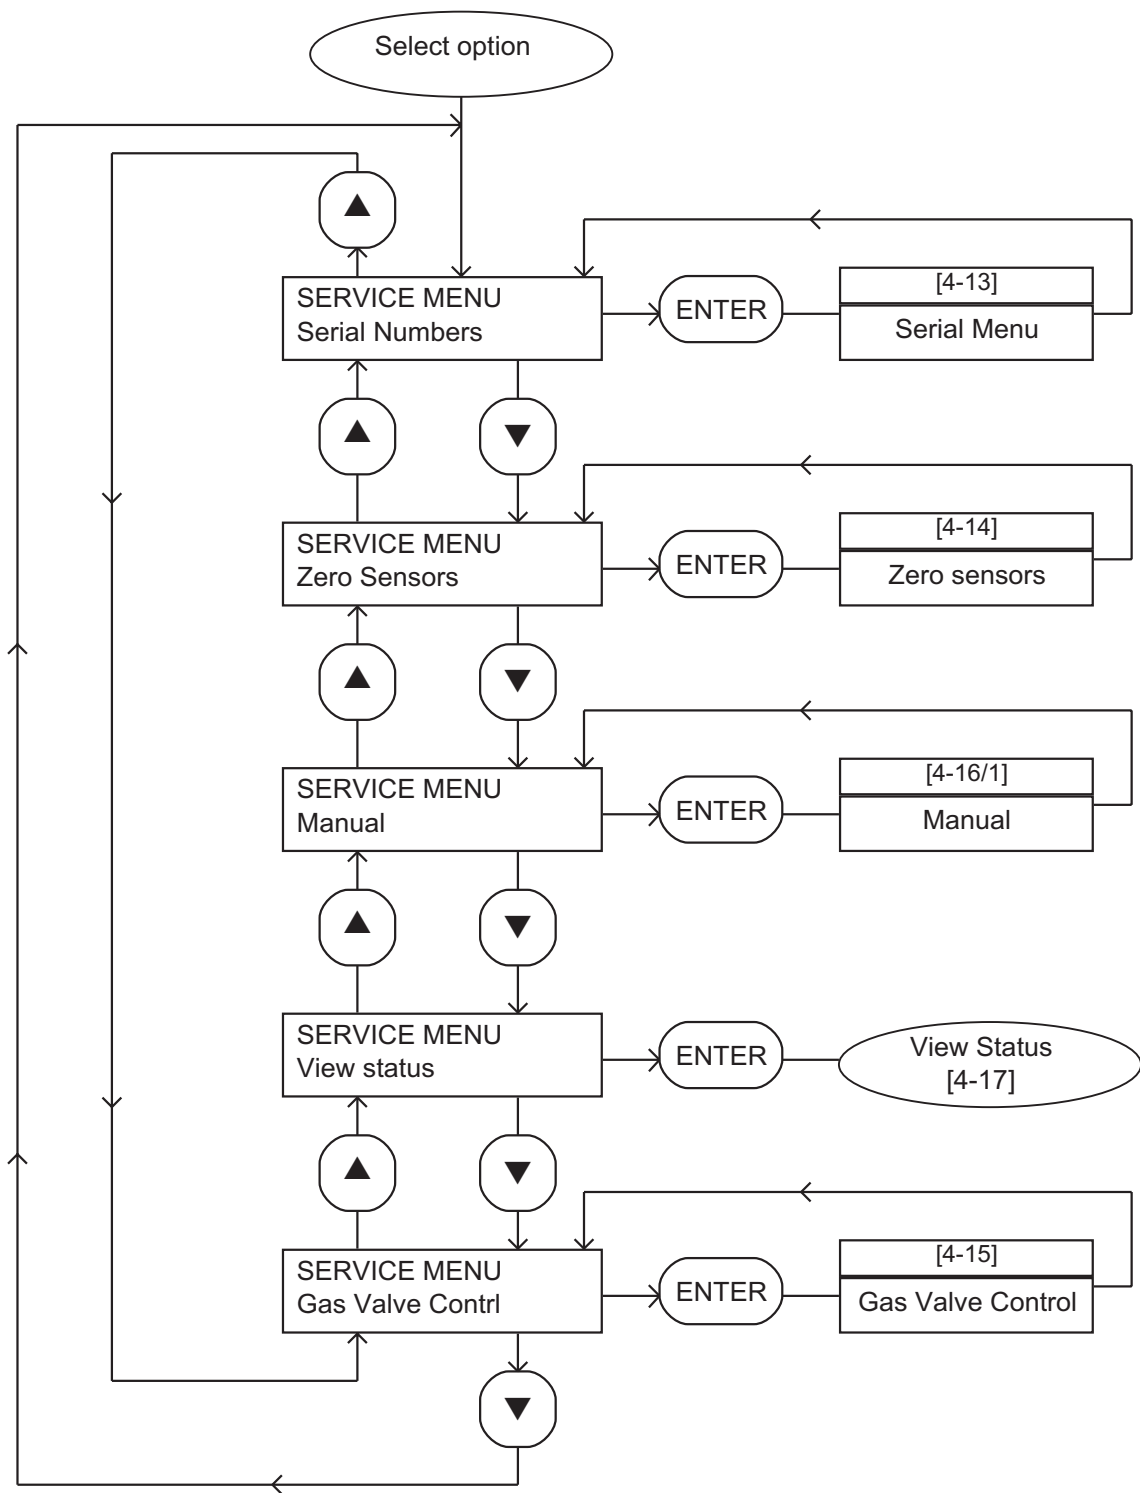 Select option
SERVICE MENU
Serial Numbers
ENTER
[4-13]
Serial Menu
SERVICE MENU
Zero Sensors
ENTER
[4-14]
Zero sensors
SERVICE MENU
Manual
ENTER
[4-16/1]
Manual
SERVICE MENU
View status
ENTER
View Status
[4-17]
SERVICE MENU
Gas Valve Contrl
ENTER
[4-15]
Gas Valve Control